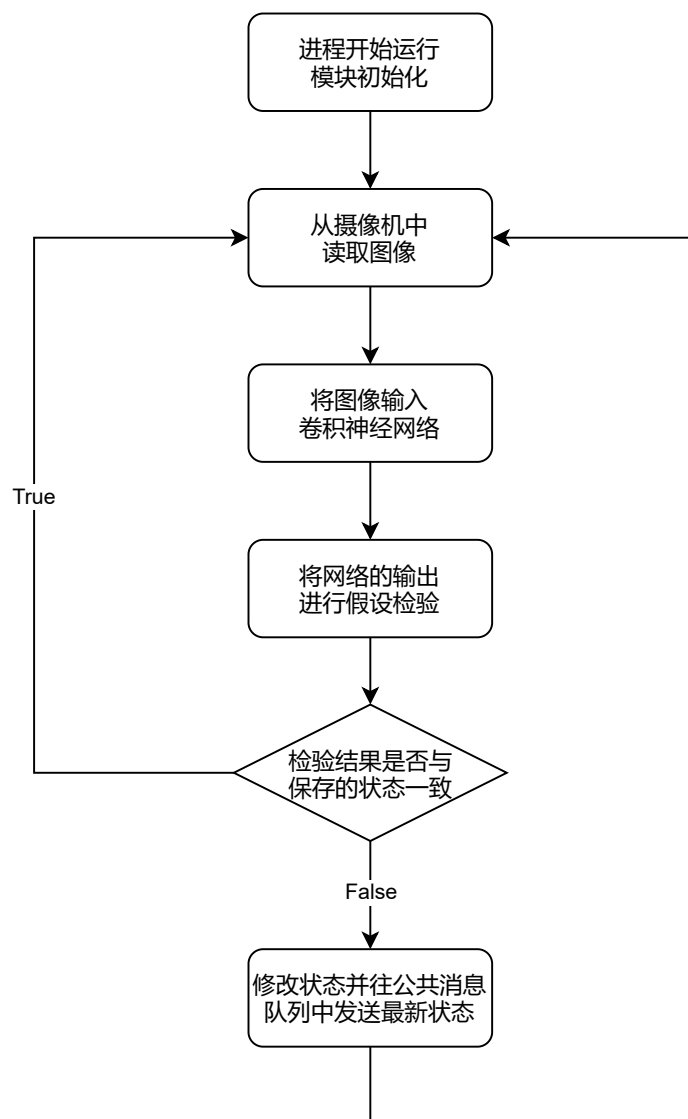 进程开始运行
模块初始化
从摄像机中
读取图像
将图像输入
卷积神经网络
True
将网络的输出
进行假设检验
检验结果是否与
保存的状态一致
False
修改状态并往公共消息
队列中发送最新状态